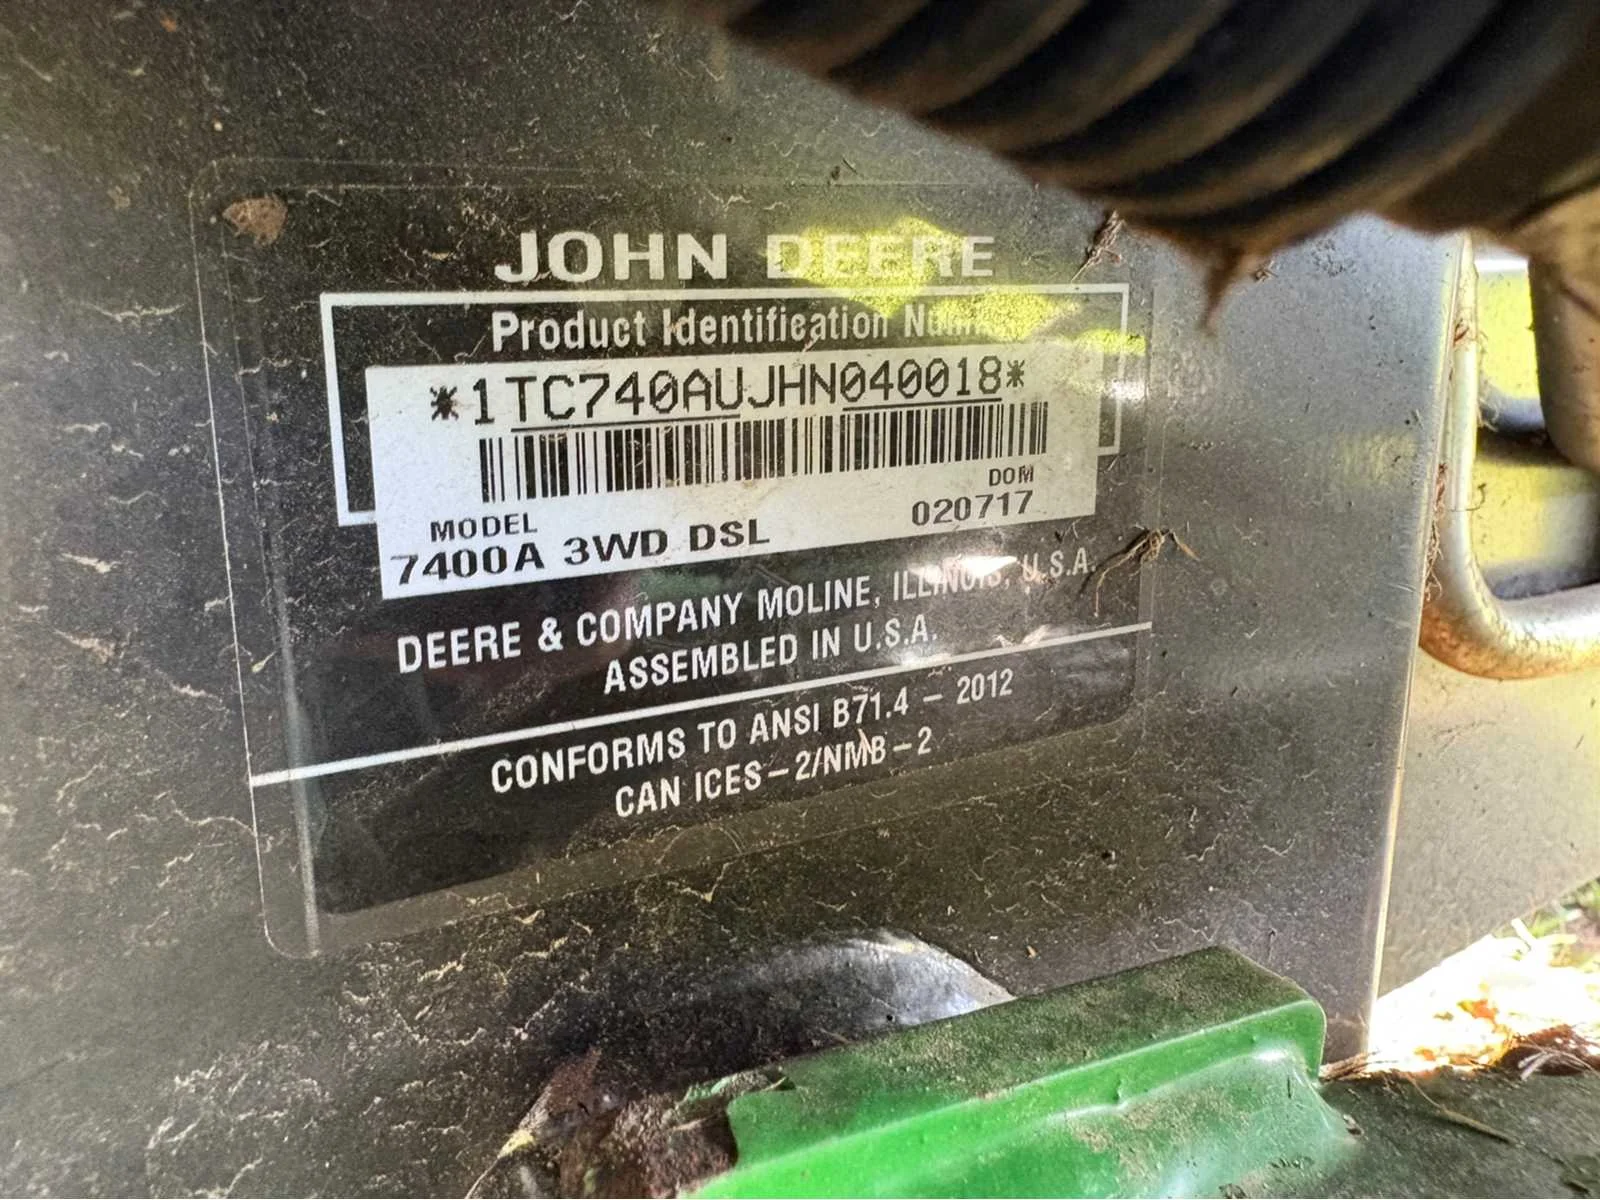 JOHN DEERE
Product Identification
*1TC740AUJHN040018*
DOM
MODEL
020717
7400A 3WD DSL
DEERE & COMPANY MOLINE, ILLINOIS, U.S.A.
ASSEMBLED IN U.S.A.
CONFORMS TO ANSI B71.4 – 2012
CAN ICES – 2/NMB – 2